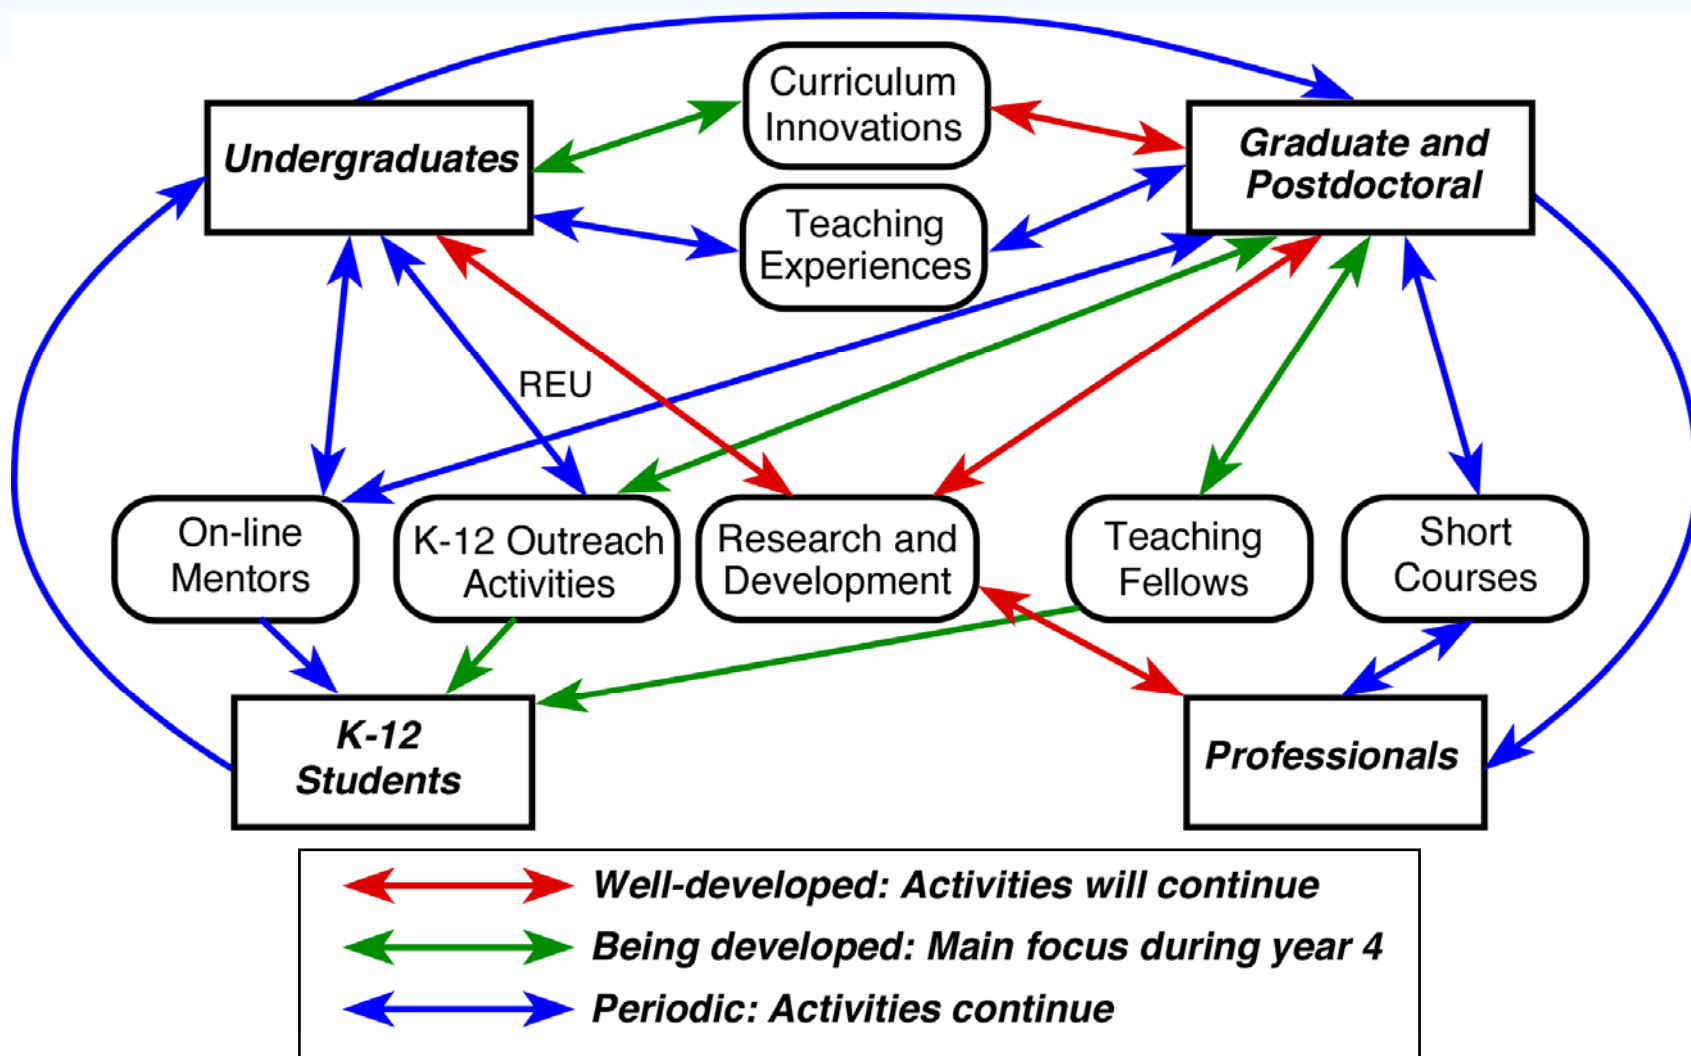 Curriculum
Innovations
Undergraduates
Graduate and
Postdoctoral
Teaching
Experiences
REU
On-line
Mentors
K-12 Outreach
Activities
Research and
Development
Teaching
Fellows
Short
Courses
K-12
Students
Professionals
Well-developed: Activities will continue
Being developed: Main focus during year 4
Periodic: Activities continue